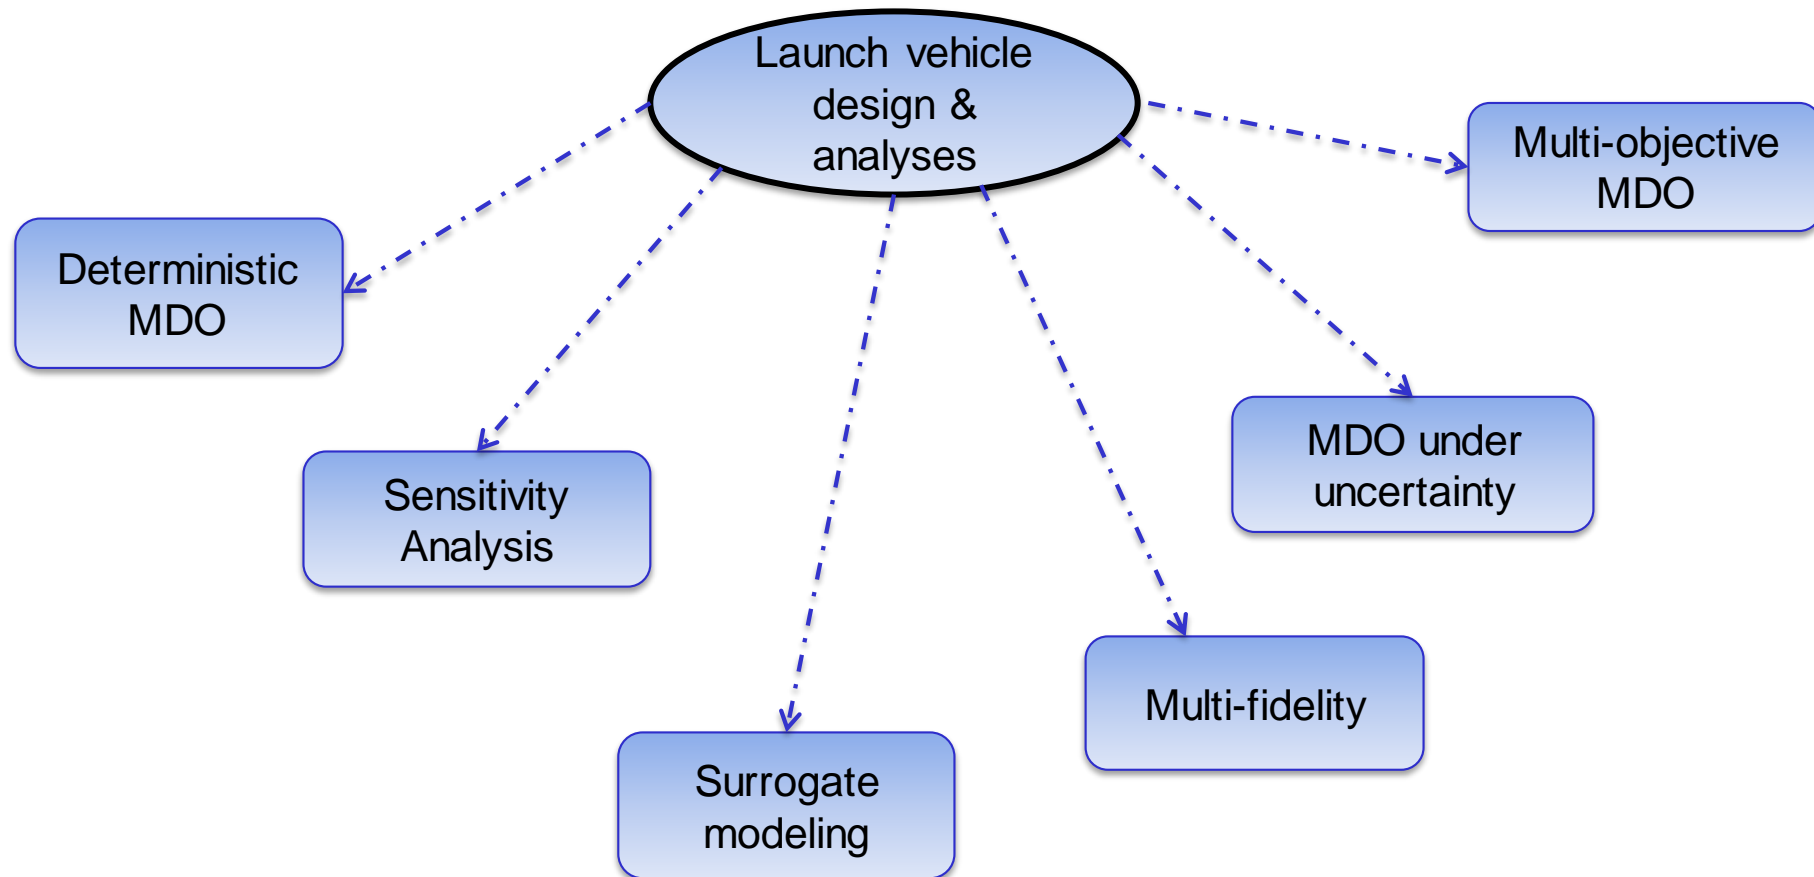 Launch vehicle
design &
analyses
Multi-objective
MDO
Deterministic
MDO
MDO under
uncertainty
Sensitivity
Analysis
Multi-fidelity
Surrogate
modeling